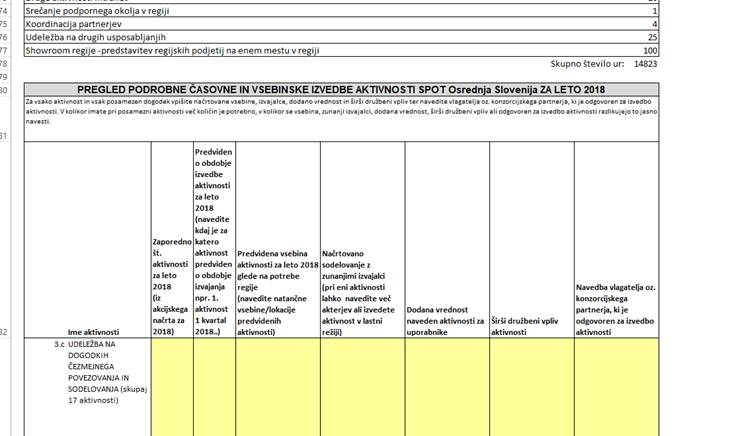 74 Srečanje podpornega okolja v regiji 1
75 Koordinacija partnerjev 4
76 Udeležba na drugih usposabljanjih 25
77 Showroom regije -predstavitev regijskih podjetij na enem mestu v regiji 100
78 Skupno število ur: 14823
79
80 PREGLED PODROBNE ČASOVNE IN VSEBINSKE IZVEDBE AKTIVNOSTI SPOT Osrednja Slovenija ZA LETO 2018
Za vsako aktivnost in vsak posamezen dogodek vpišite načrtovane vsebine, izvajalce, dodano vrednost in širši družbeni vpliv ter navedite vlagatelja oz. konzorcijskega partnerja, ki je odgovoren za izvedbo
aktivnosti. V kolikor imate pri posamezni aktivnosti več količin je potrebno, v kolikor se vsebina, zunanji izvajalci, dodana vrednost, širši družbeni vpliv ali odgovoren za izvedbo aktivnosti razlikujejo to jasno
navesti.
81
82
Ime aktivnosti
Zaporedno
št.
aktivnosti
za leto
2018
(iz
akcijskega
načrta za
2018)
Predviden
o obdobje
izvedbe
aktivnosti
za leto
2018
(navedite
kdaj je za
katero
aktivnost
predviden
o obdobje
izvajanja
npr. 1.
aktivnost
1 kvartal
2018..)
Predvidena vsebina
aktivnosti za leto 2018
glede na potrebe
regije
(navedite natančne
vsebine/lokacije
predvidenih
aktivnosti)
Načrtovano
sodelovanje z
zunanjimi izvajalci
(pri eni aktivnosti
lahko navedite več
akterjev ali izvedete
aktivnost v lastni
režiji)
Dodana vrednost
naveden aktivnosti za
uporabnike
Širši družbeni vpliv
aktivnosti
Navedba vlagatelja oz.
konzorcijskega
partnerja, ki je
odgovoren za izvedbo
aktivnosti
3.c UDELEŽBA NA
DOGODKIH
ČEZMEJNEGA
POVEZOVANJA IN
SODELOVANJA (skupaj
17 aktivnosti)